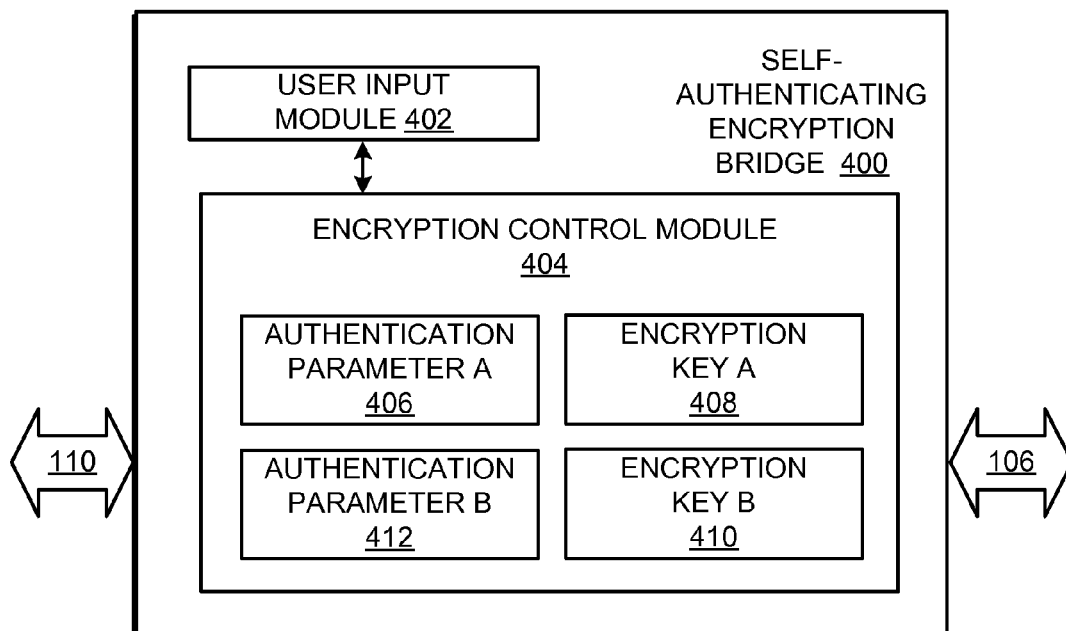 USER INPUT
MODULE 402
SELF-
AUTHENTICATING
ENCRYPTION
BRIDGE 400
ENCRYPTION CONTROL MODULE
404
AUTHENTICATION
PARAMETER A
406
ENCRYPTION
KEY A
408
AUTHENTICATION
PARAMETER B
412
ENCRYPTION
KEY B
410
110
106